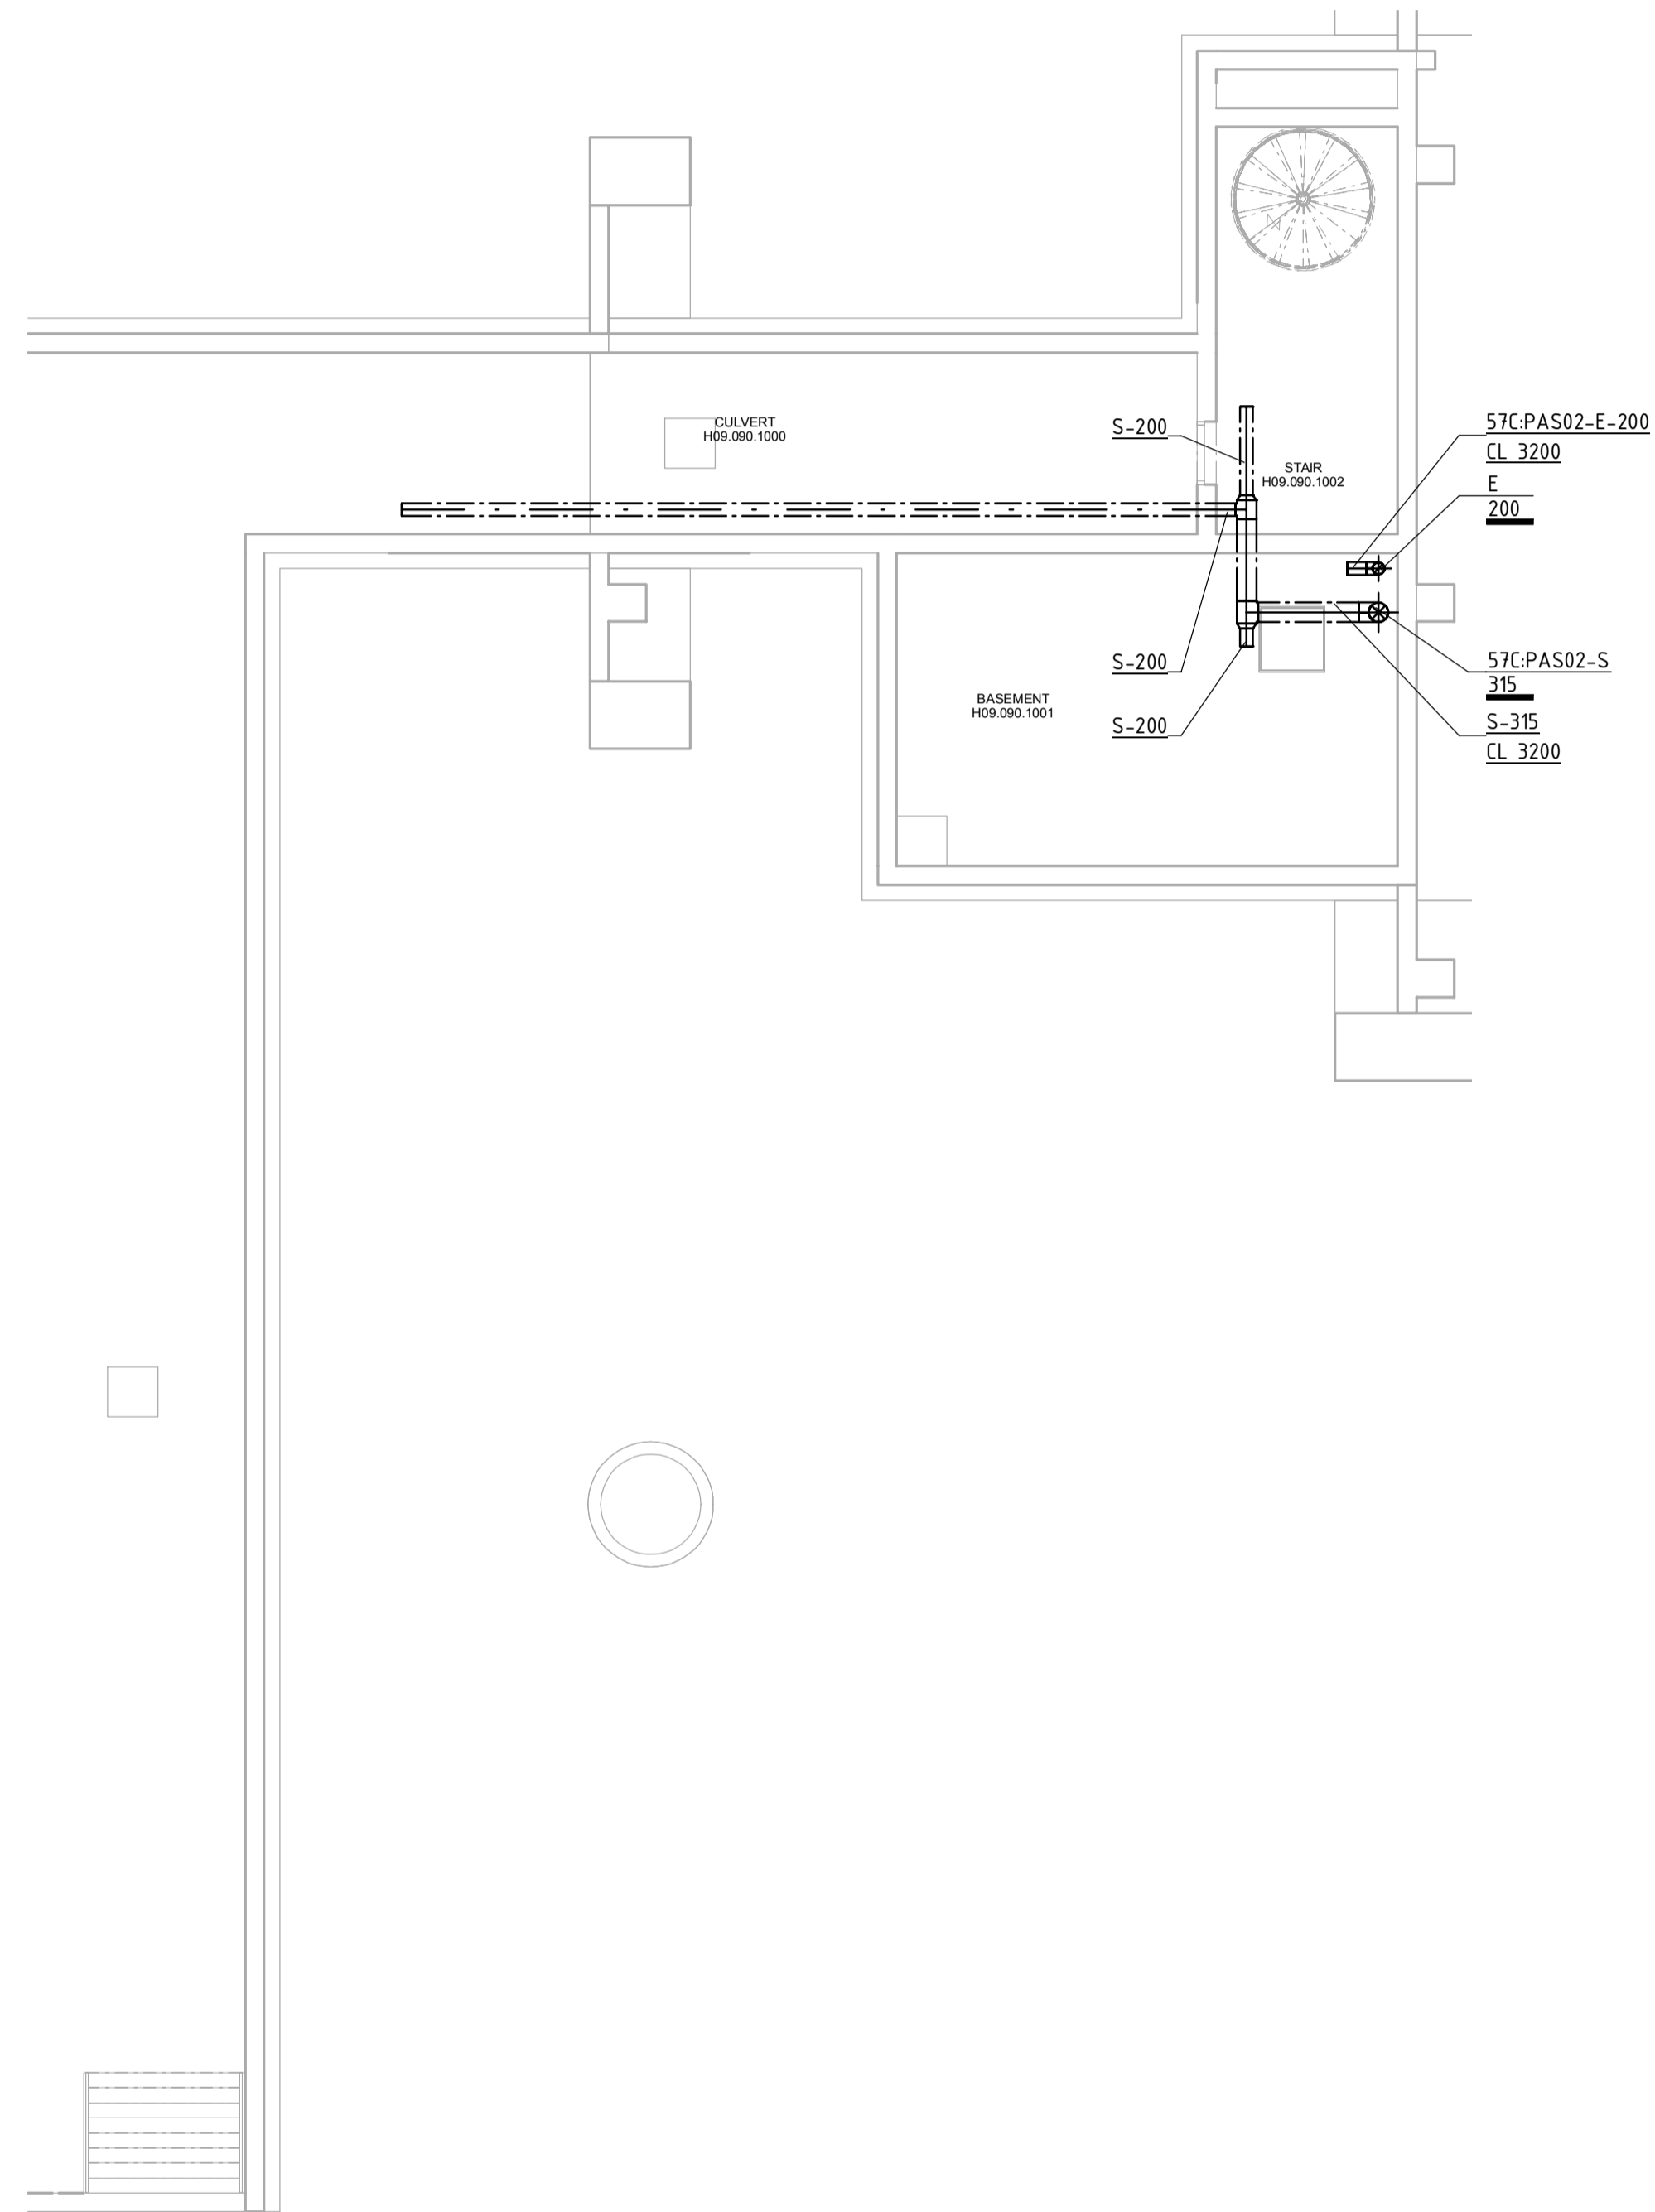 CULVERT
H09.090.1000
S-200
STAIR
H09.090.1002
57C:PAS02-E-200
CL 3200
E
200
S-200
BASEMENT
H09.090.1001
S-200
57C:PAS02-S
315
S-315
CL 3200